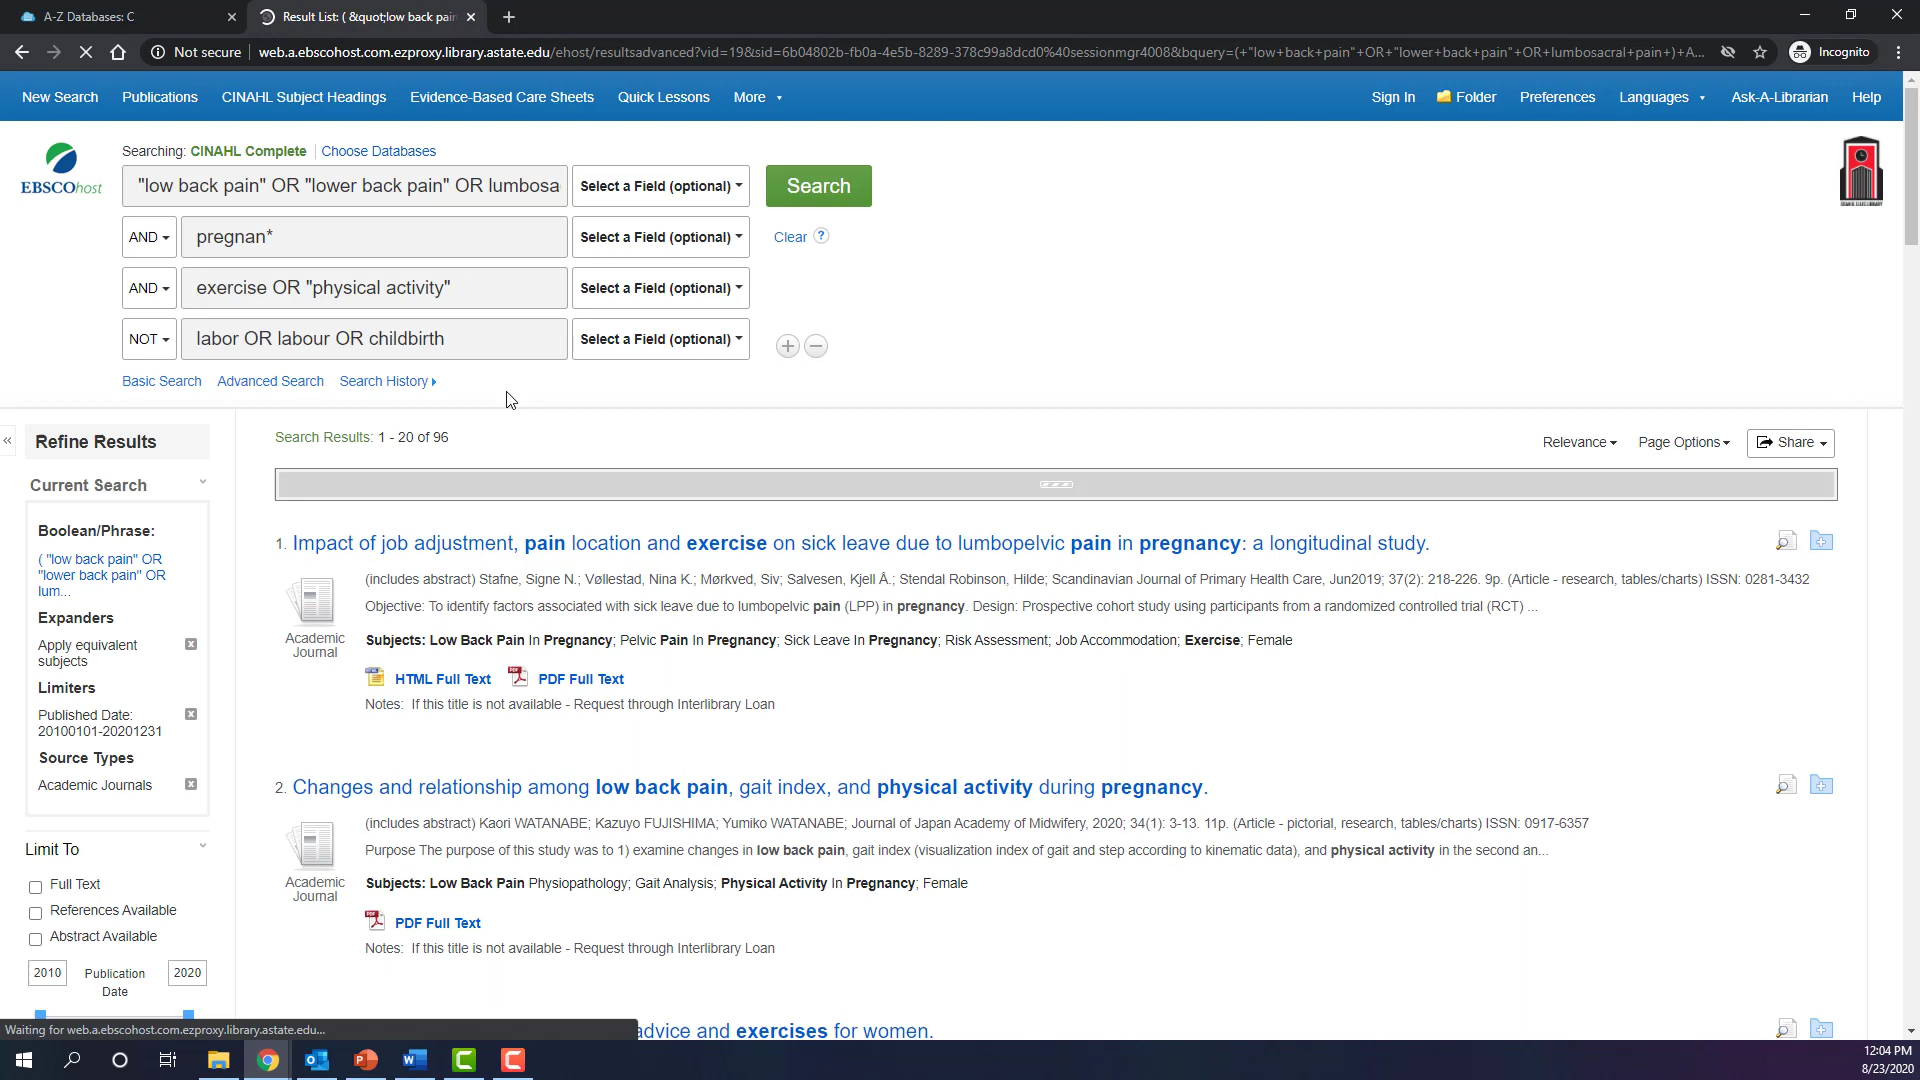 A-Z Databases: C
Result List: ( &quot;low back pain
Not secure
web.a.ebscohost.com.ezproxy.library.astate.edu/ehost/resultsadvanced?vid=19&sid=6b04802b-fb0a-4e5b-8289-378c99a8dcd0%40sessionmgr4008&bquery=(+"low+back+pain"+OR+"lower+back+pain"+OR+lumbosacral+pain+)+A...
Incognito
New Search
Publications
CINAHL Subject Headings
Evidence-Based Care Sheets
Quick Lessons
More
Sign In
Folder
Preferences
Languages
Ask-A-Librarian
Help
EBSCOhost
Searching: CINAHL Complete
Choose Databases
"low back pain" OR "lower back pain" OR lumbosa
Select a Field (optional)
Search
AND
pregnan*
Select a Field (optional)
Clear
?
AND
exercise OR "physical activity"
Select a Field (optional)
NOT
labor OR labour OR childbirth
Select a Field (optional)
Basic Search
Advanced Search
Search History
Refine Results
Current Search
Boolean/Phrase:
( "low back pain" OR
"lower back pain" OR
lum...
Expanders
Apply equivalent
subjects
Limiters
Published Date:
20100101-20201231
Source Types
Academic Journals
Limit To
Full Text
References Available
Abstract Available
2010
Publication
Date
2020
Search Results: 1 - 20 of 96
Relevance
Page Options
Share
1. Impact of job adjustment, pain location and exercise on sick leave due to lumbopelvic pain in pregnancy: a longitudinal study.
(includes abstract) Stafne, Signe N.; Vøllestad, Nina K.; Mørkved, Siv; Salvesen, Kjell Å.; Stendal Robinson, Hilde; Scandinavian Journal of Primary Health Care, Jun2019; 37(2): 218-226. 9p. (Article - research, tables/charts) ISSN: 0281-3432
Objective: To identify factors associated with sick leave due to lumbopelvic pain (LPP) in pregnancy. Design: Prospective cohort study using participants from a randomized controlled trial (RCT) ...
Academic
Journal
Subjects: Low Back Pain In Pregnancy; Pelvic Pain In Pregnancy; Sick Leave In Pregnancy; Risk Assessment; Job Accommodation; Exercise; Female
HTML Full Text
PDF Full Text
Notes: If this title is not available - Request through Interlibrary Loan
2. Changes and relationship among low back pain, gait index, and physical activity during pregnancy.
(includes abstract) Kaori WATANABE; Kazuyo FUJISHIMA; Yumiko WATANABE; Journal of Japan Academy of Midwifery, 2020; 34(1): 3-13. 11p. (Article - pictorial, research, tables/charts) ISSN: 0917-6357
Purpose The purpose of this study was to 1) examine changes in low back pain, gait index (visualization index of gait and step according to kinematic data), and physical activity in the second an...
Academic
Journal
Subjects: Low Back Pain Physiopathology; Gait Analysis; Physical Activity In Pregnancy; Female
PDF Full Text
Notes: If this title is not available - Request through Interlibrary Loan
advice and exercises for women.
Waiting for web.a.ebscohost.com.ezproxy.library.astate.edu...
12:04 PM
8/23/2020